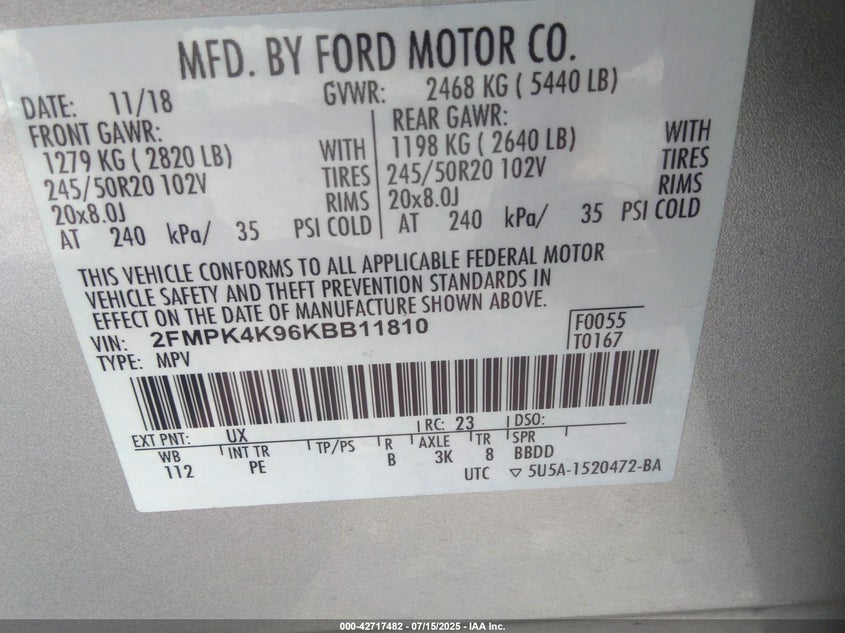 MFD. BY FORD MOTOR CO.
DATE: 11/18 GVWR: 2468 KG ( 5440 LB)
FRONT GAWR: REAR GAWR:
1279 KG ( 2820 LB) WITH 1198 KG ( 2640 LB) WITH
245/50R20 102V TIRES 245/50R20 102V TIRES
20x8.0J RIMS 20x8.0J RIMS
AT 240 kPa/ 35 PSI COLD AT 240 kPa/ 35 PSI COLD
THIS VEHICLE CONFORMS TO ALL APPLICABLE FEDERAL MOTOR
VEHICLE SAFETY AND THEFT PREVENTION STANDARDS IN
EFFECT ON THE DATE OF MANUFACTURE SHOWN ABOVE.
VIN: 2FMPK4K96KBB11810 F0055
TYPE: MPV T0167
EXT PNT: UX RC: 23 DSO:
WB INT TR TP/PS R AXLE TR SPR
112 PE B 3K 8 BBDD
UTC ▽ 5U5A-1520472-BA
000-42717482 - 07/15/2025 - IAA Inc.